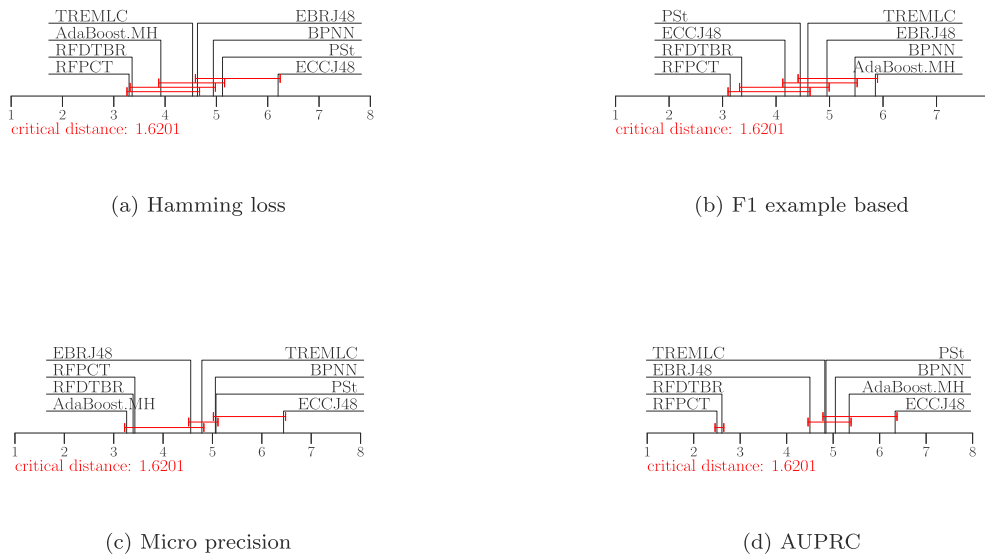 TREMLC EBRJ48
AdaBoost.MH BPNN
RFDTBR PSt
RFPCT ECCJ48
1 2 3 4 5 6 7 8
critical distance: 1.6201
(a) Hamming loss
PSt TREMLC
ECCJ48 EBRJ48
RFDTBR BPNN
RFPCT AdaBoost.MH
1 2 3 4 5 6 7
critical distance: 1.6201
(b) F1 example based
EBRJ48 TREMLC
RFPCT BPNN
RFDTBR PSt
AdaBoost.MH ECCJ48
1 2 3 4 5 6 7 8
critical distance: 1.6201
(c) Micro precision
TREMLC PSt
EBRJ48 BPNN
RFDTBR AdaBoost.MH
RFPCT ECCJ48
1 2 3 4 5 6 7 8
critical distance: 1.6201
(d) AUPRC